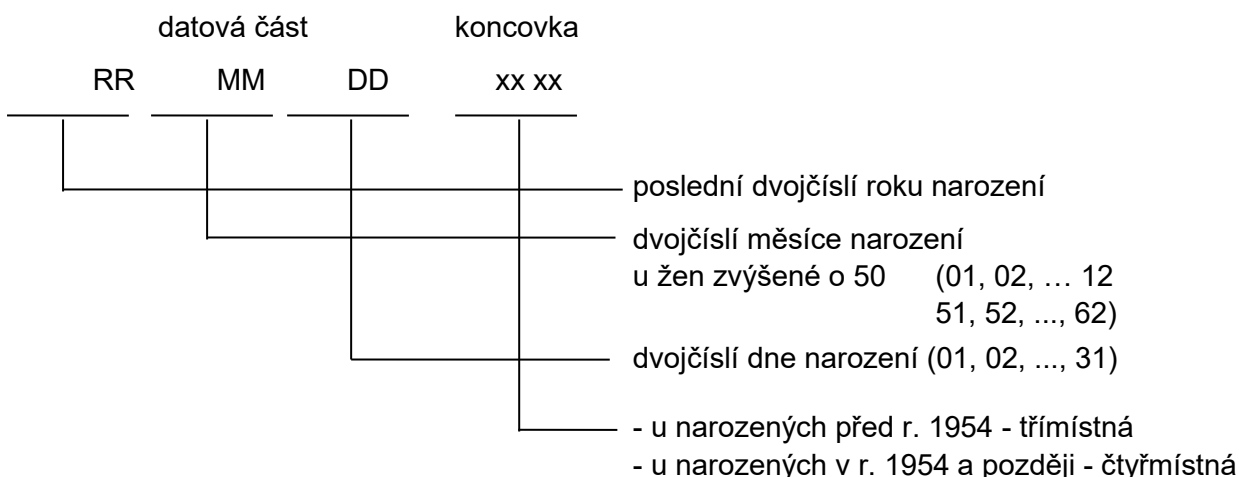 datová část koncovka
RR MM DD xx xx
poslední dvojčíslí roku narození
dvojčíslí měsíce narození
u žen zvýšené o 50 (01, 02, … 12
51, 52, ..., 62)
dvojčíslí dne narození (01, 02, ..., 31)
- u narozených před r. 1954 - třímístná
- u narozených v r. 1954 a později - čtyřmístná